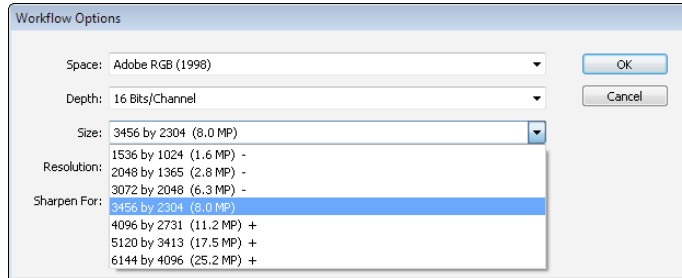 Workflow Options
Space: Adobe RGB (1998) OK
Depth: 16 Bits/Channel Cancel
Size: 3456 by 2304 (8.0 MP)
1536 by 1024 (1.6 MP) -
Resolution:
2048 by 1365 (2.8 MP) -
3072 by 2048 (6.3 MP) -
Sharpen For:
3456 by 2304 (8.0 MP)
4096 by 2731 (11.2 MP) +
5120 by 3413 (17.5 MP) +
6144 by 4096 (25.2 MP) +